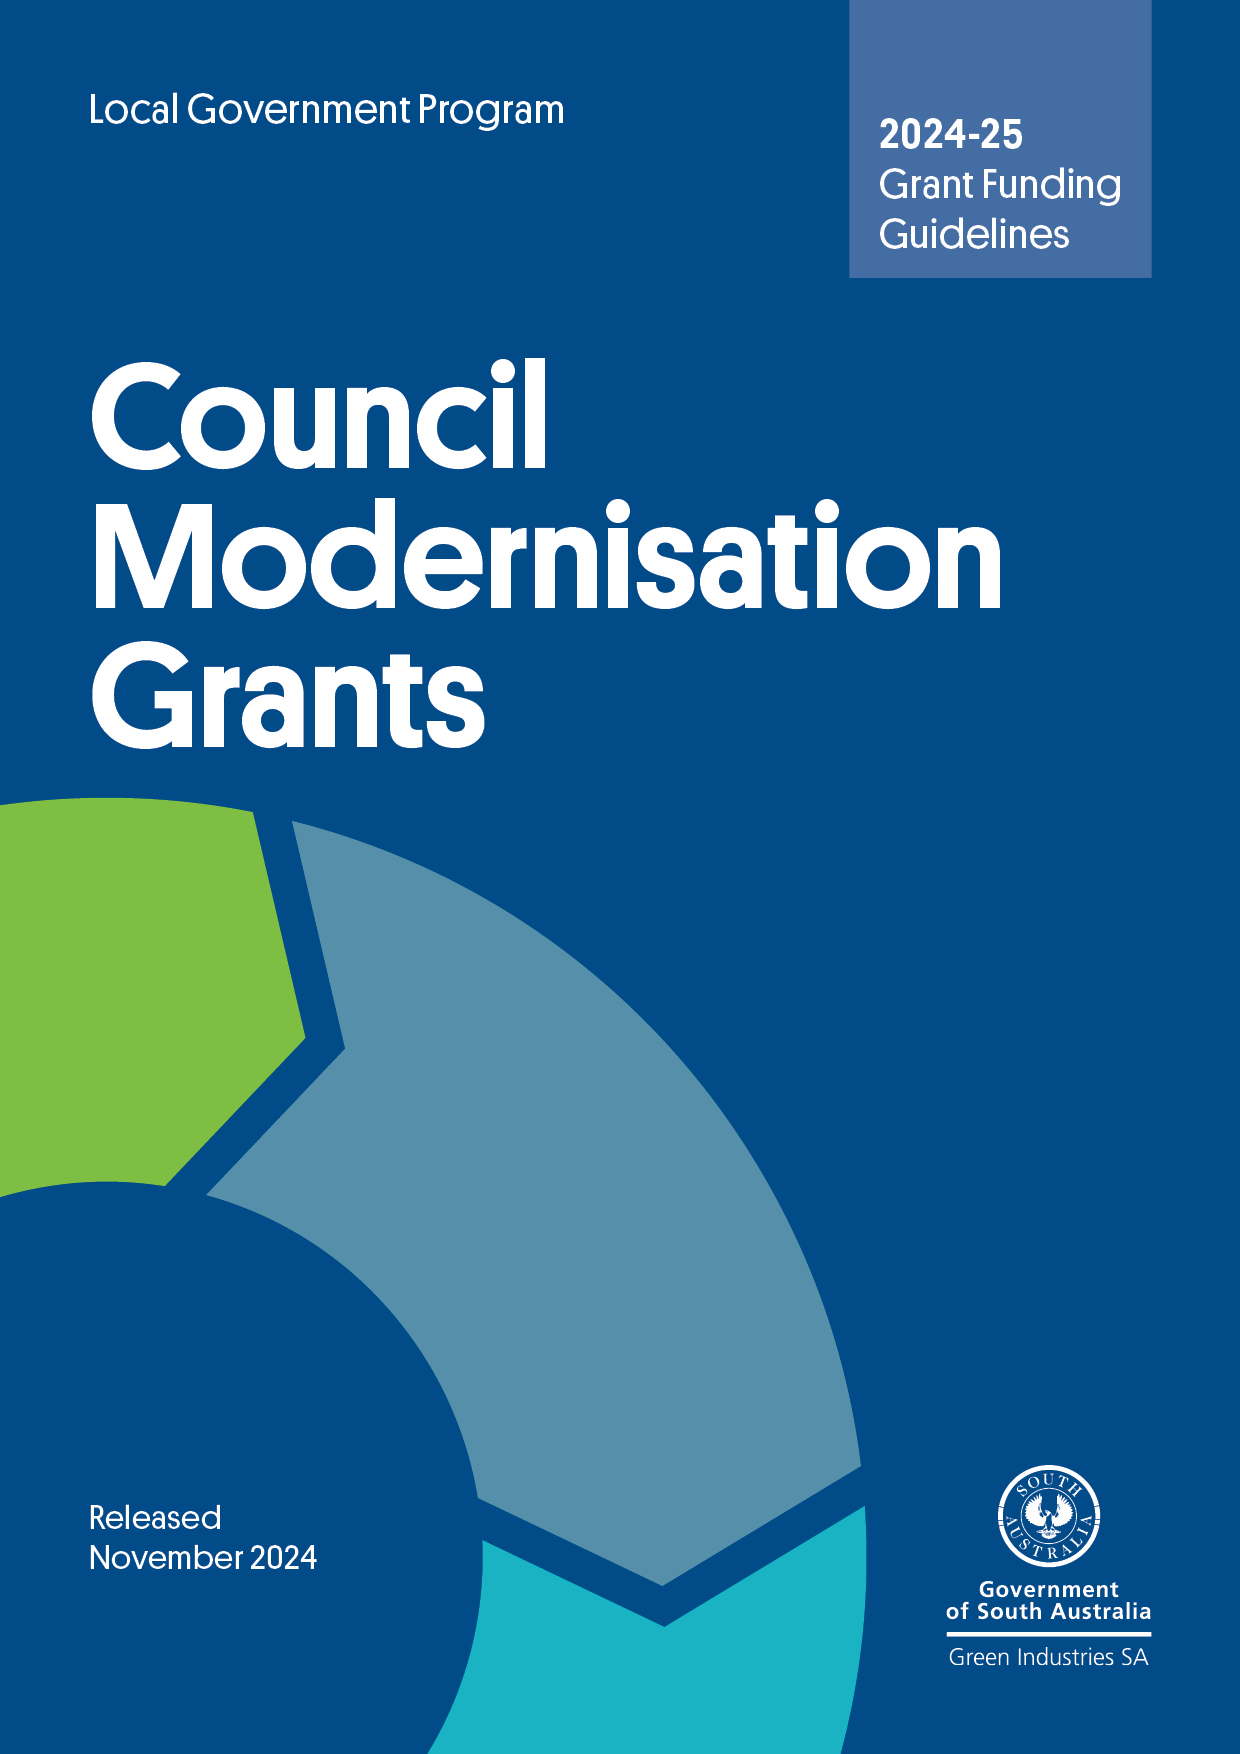 Local Government Program
2024-25
Grant Funding
Guidelines
Council
Modernisation
Grants
Released
November 2024
SOUTH
AUSTRALIA
Government
of South Australia
Green Industries SA